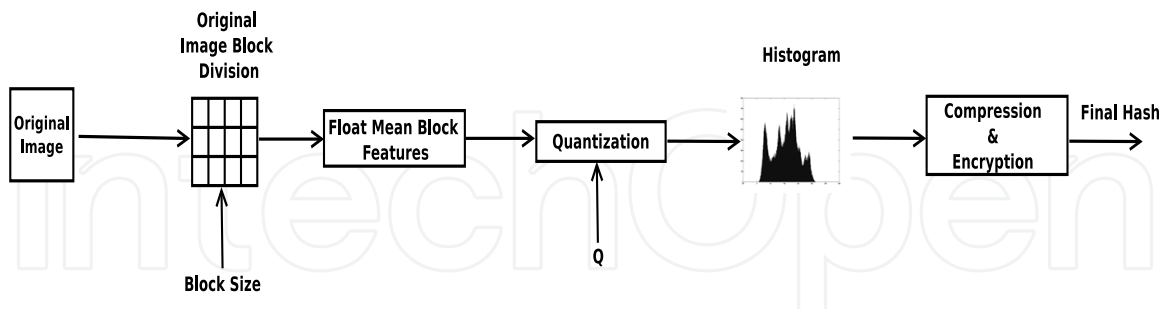 Original
Image Block
Division
Histogram
Original
Image
Float Mean Block
Features
Quantization
Compression
&
Encryption
Final Hash
Block Size
Q
IntechOpen